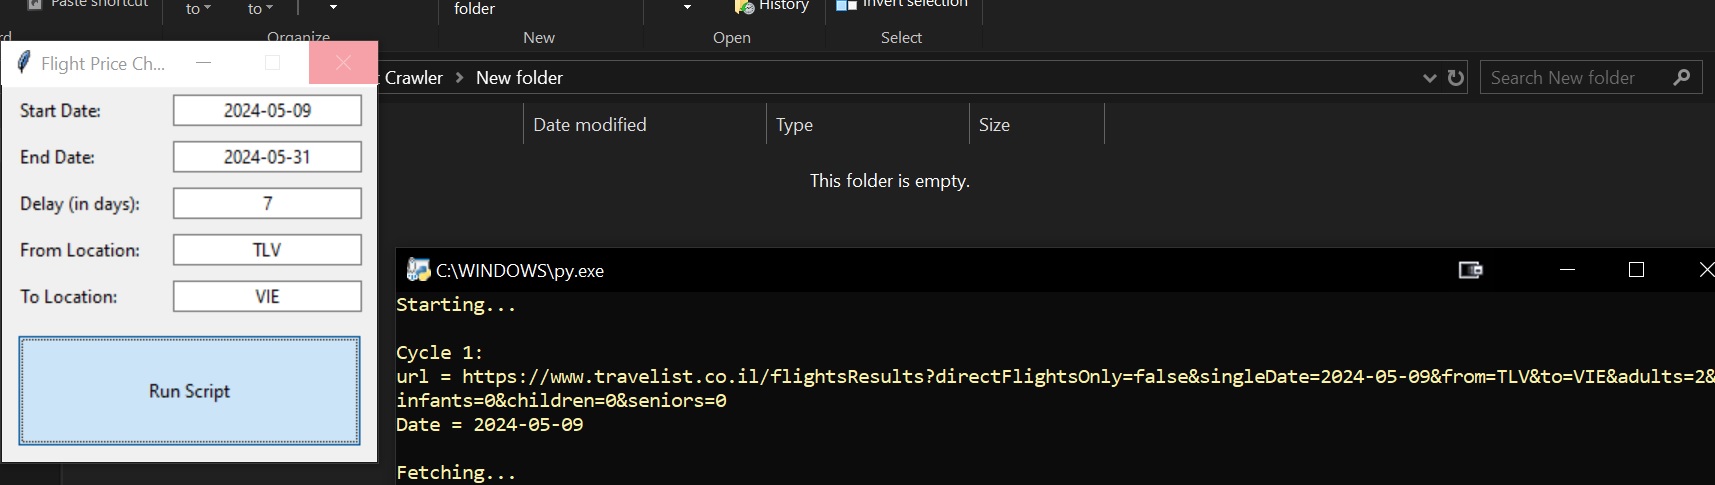 Paste shortcut
to
to
folder
History
Invert selection
rd
Organize
New
Open
Select
Flight Price Ch...
Crawler > New folder
Search New folder
Start Date: 2024-05-09
Date modified
Type
Size
End Date: 2024-05-31
This folder is empty.
Delay (in days): 7
From Location: TLV
To Location: VIE
Run Script
C:\WINDOWS\py.exe
Starting...
Cycle 1:
url = https://www.travelist.co.il/flightsResults?directFlightsOnly=false&singleDate=2024-05-09&from=TLV&to=VIE&adults=2&
infants=0&children=0&seniors=0
Date = 2024-05-09
Fetching...